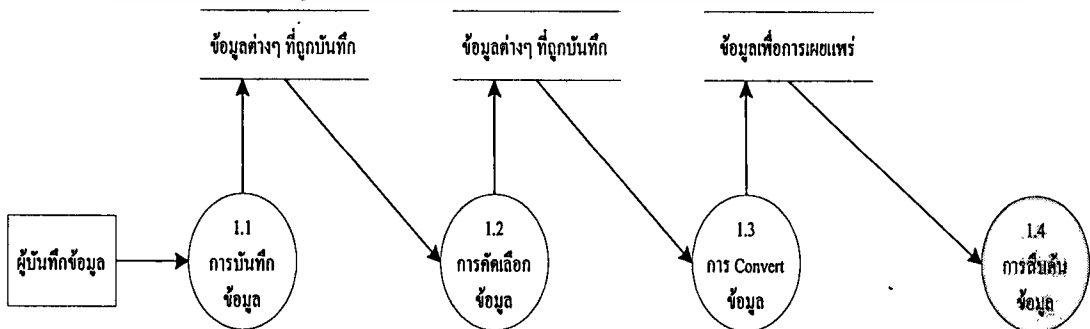 ข้อมูลต่างๆ ที่ถูกบันทึก
ข้อมูลต่างๆ ที่ถูกบันทึก
ข้อมูลเพื่อการเผยแพร่
ผู้บันทึกข้อมูล
1.1
การบันทึก
ข้อมูล
1.2
การคัดเลือก
ข้อมูล
1.3
การ Convert
ข้อมูล
1.4
การสืบค้น
ข้อมูล